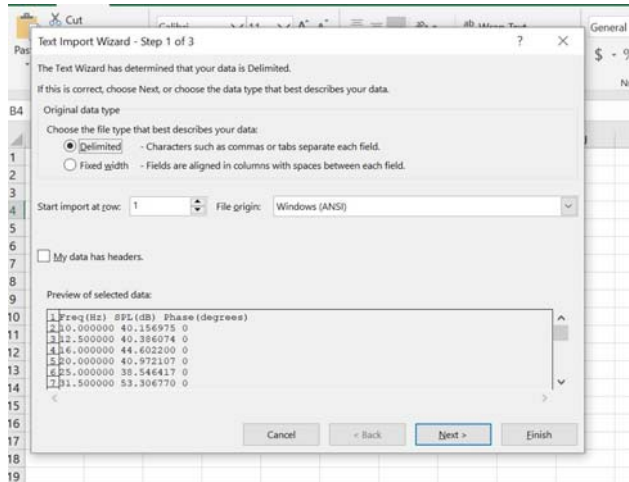 Cut
General
Text Import Wizard - Step 1 of 3
? ×
$ - 9
The Text Wizard has determined that your data is Delimited.
If this is correct, choose Next, or choose the data type that best describes your data.
B4
Original data type
Choose the file type that best describes your data:
Delimited - Characters such as commas or tabs separate each field.
Fixed width - Fields are aligned in columns with spaces between each field.
Start import at row: 1 File origin: Windows (ANSI)
My data has headers.
Preview of selected data:
1 Freq(Hz) SPL(dB) Phase(degrees)
2 10.000000 40.156975 0
3 12.500000 40.386074 0
4 16.000000 44.602200 0
5 20.000000 40.972107 0
6 25.000000 38.546417 0
7 31.500000 53.306770 0
Cancel < Back Next > Finish
1
2
3
4
5
6
7
8
9
10
11
12
13
14
15
16
17
18
19